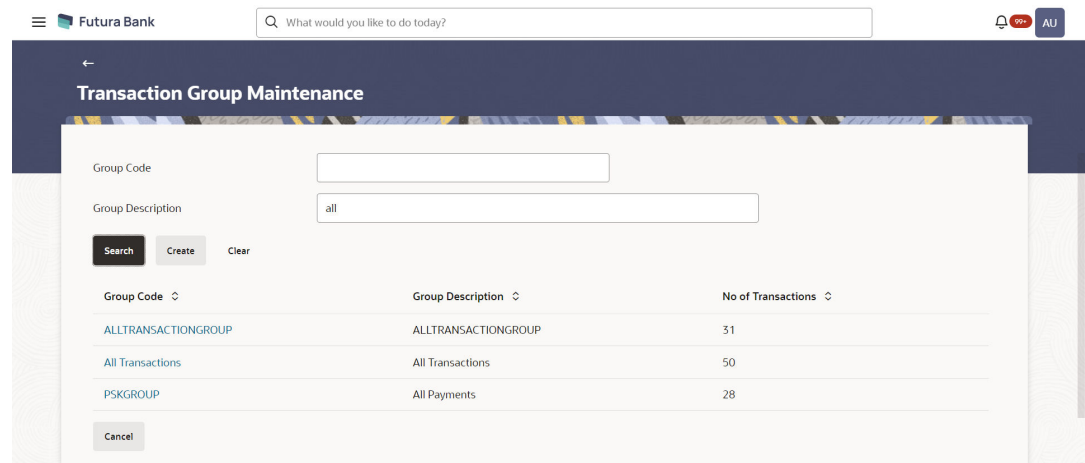 Futura Bank
What would you like to do today?
99+
AU
Transaction Group Maintenance
Group Code
Group Description
all
Search Create Clear
Group Code Group Description No of Transactions
ALLTRANSACTIONGROUP ALLTRANSACTIONGROUP 31
All Transactions All Transactions 50
PSKGROUP All Payments 28
Cancel